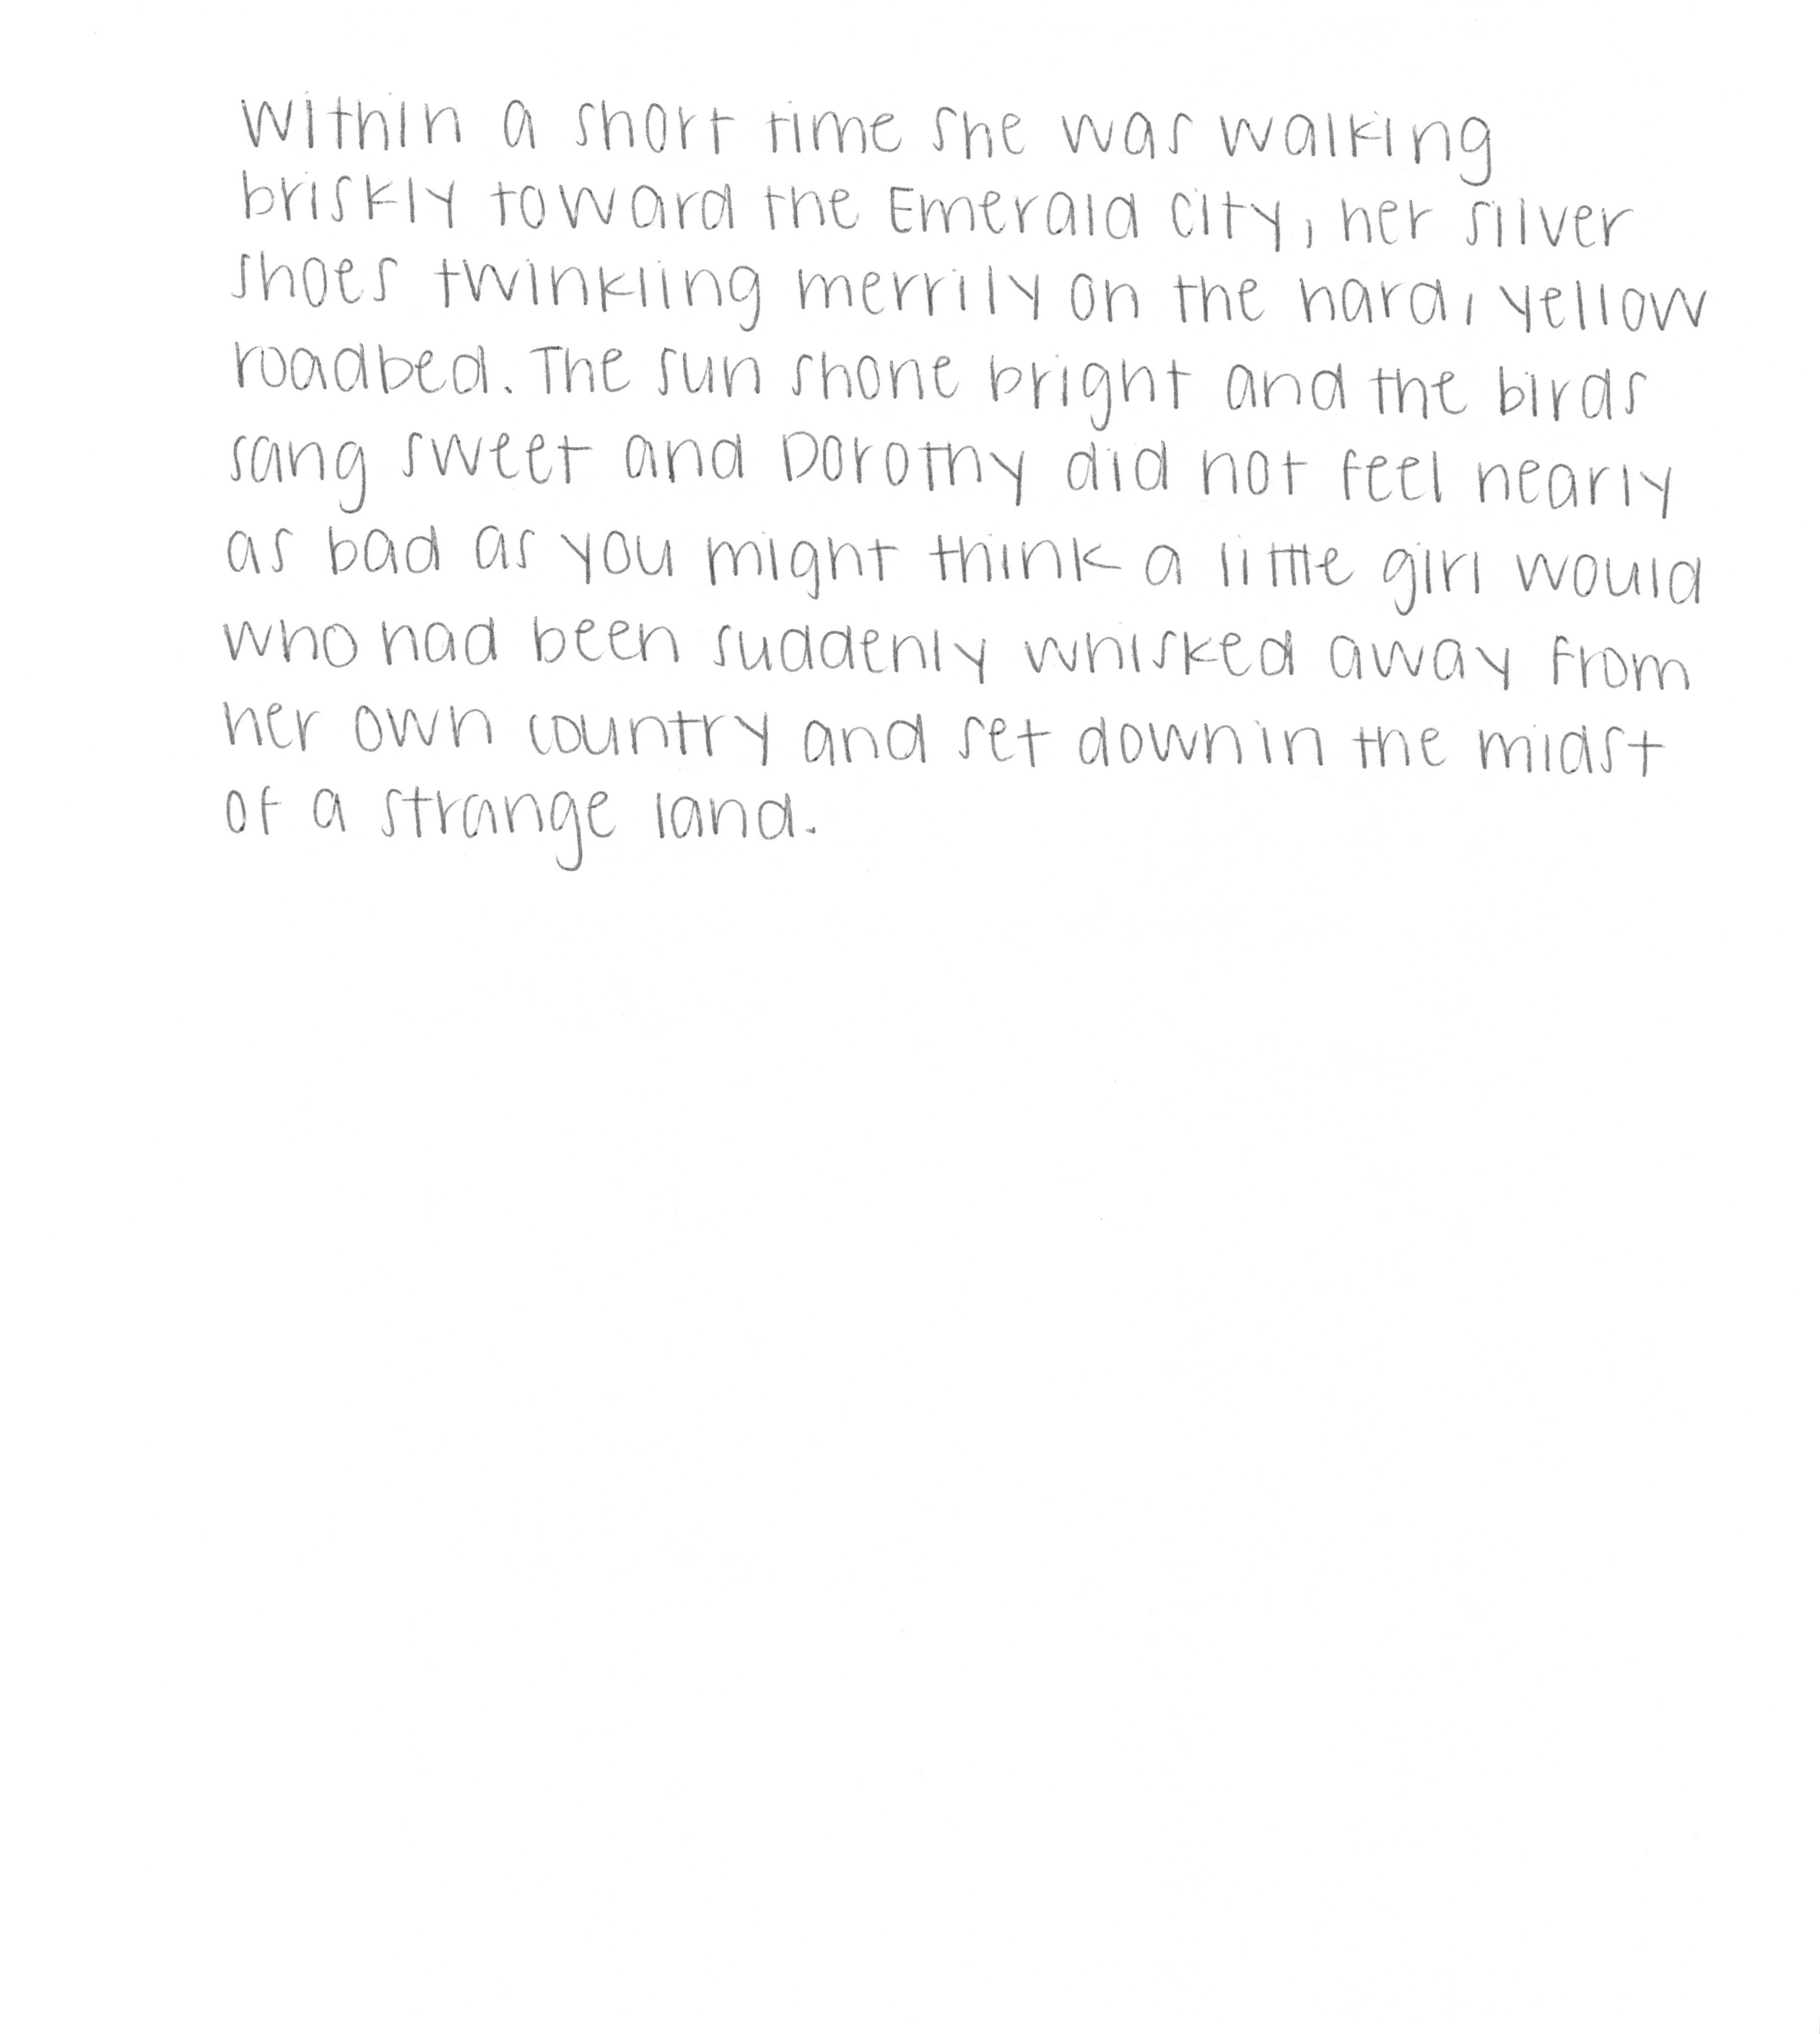 Within a short time she was walking
briskly toward the Emerald City, her silver
shoes twinkling merrily on the hard, yellow
roadbed. The sun shone bright and the birds
sang sweet and Dorothy did not feel nearly
as bad as you might think a little girl would
who had been suddenly whisked away from
her own country and set down in the midst
of a strange land.